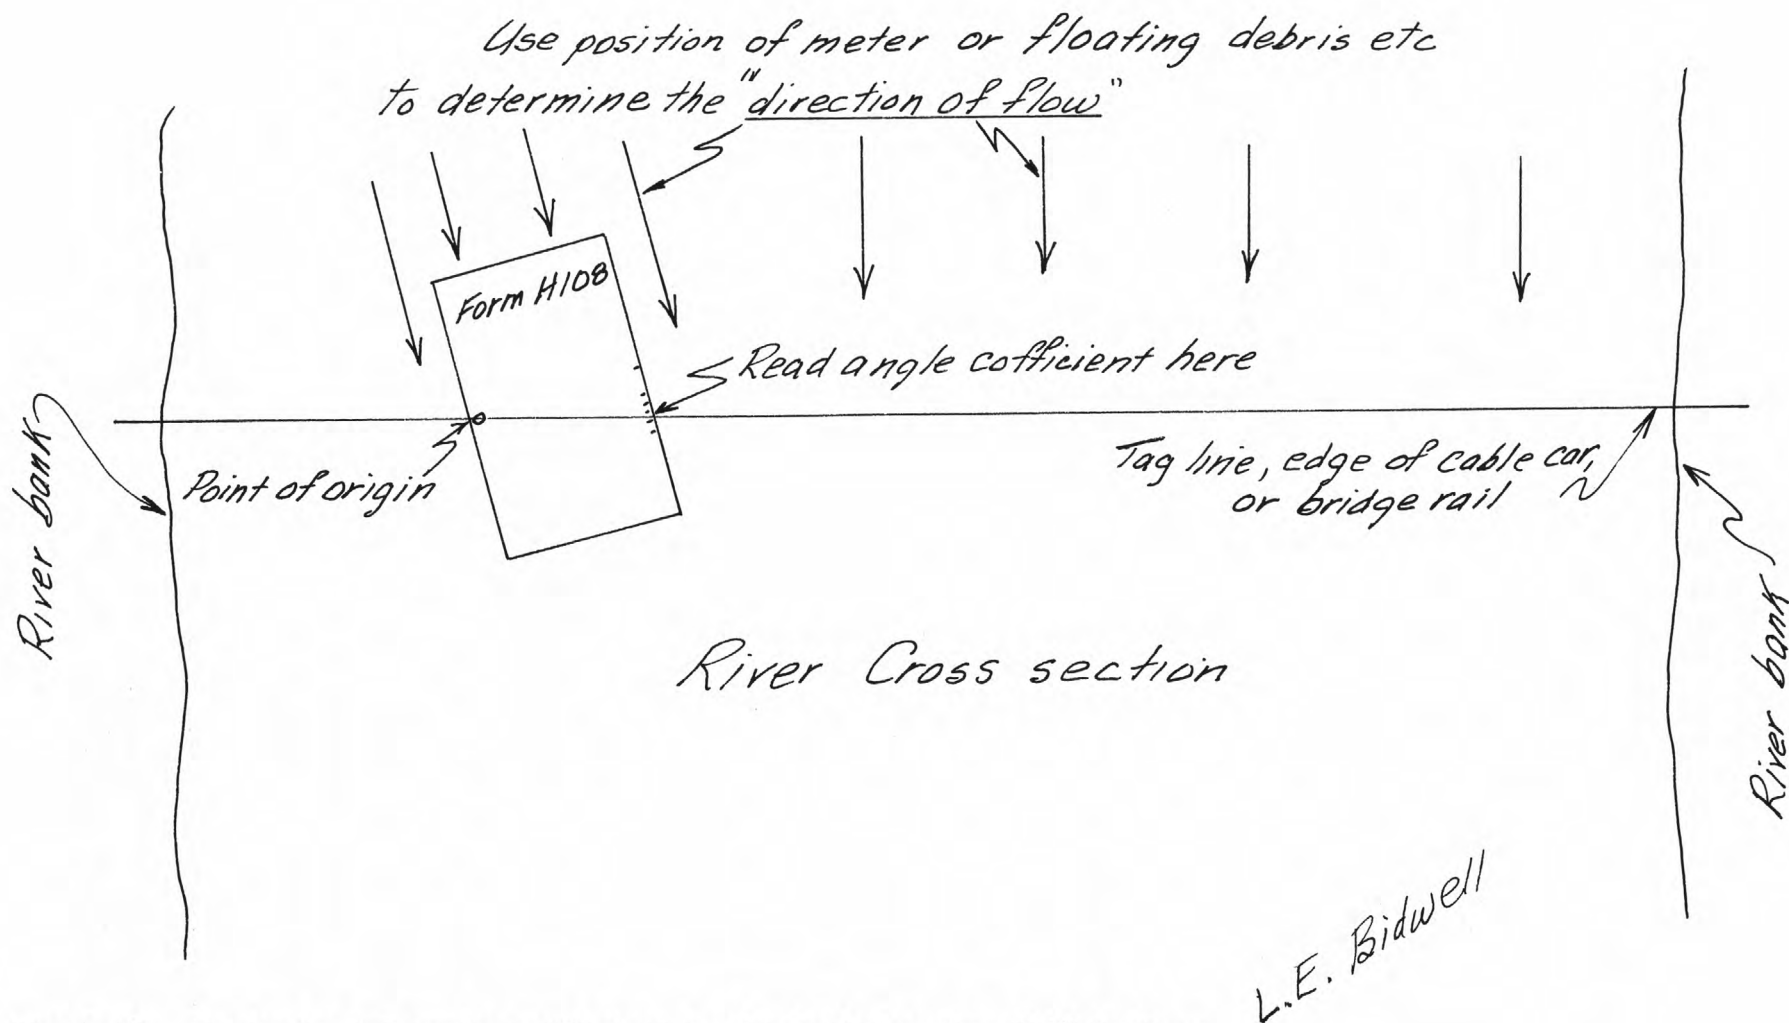 Use position of meter or floating debris etc
to determine the "direction of flow"
Form H108
Read angle cofficient here
River bank
Point of origin
Tag line, edge of cable car,
or bridge rail
River bank
River Cross section
L.E. Bidwell